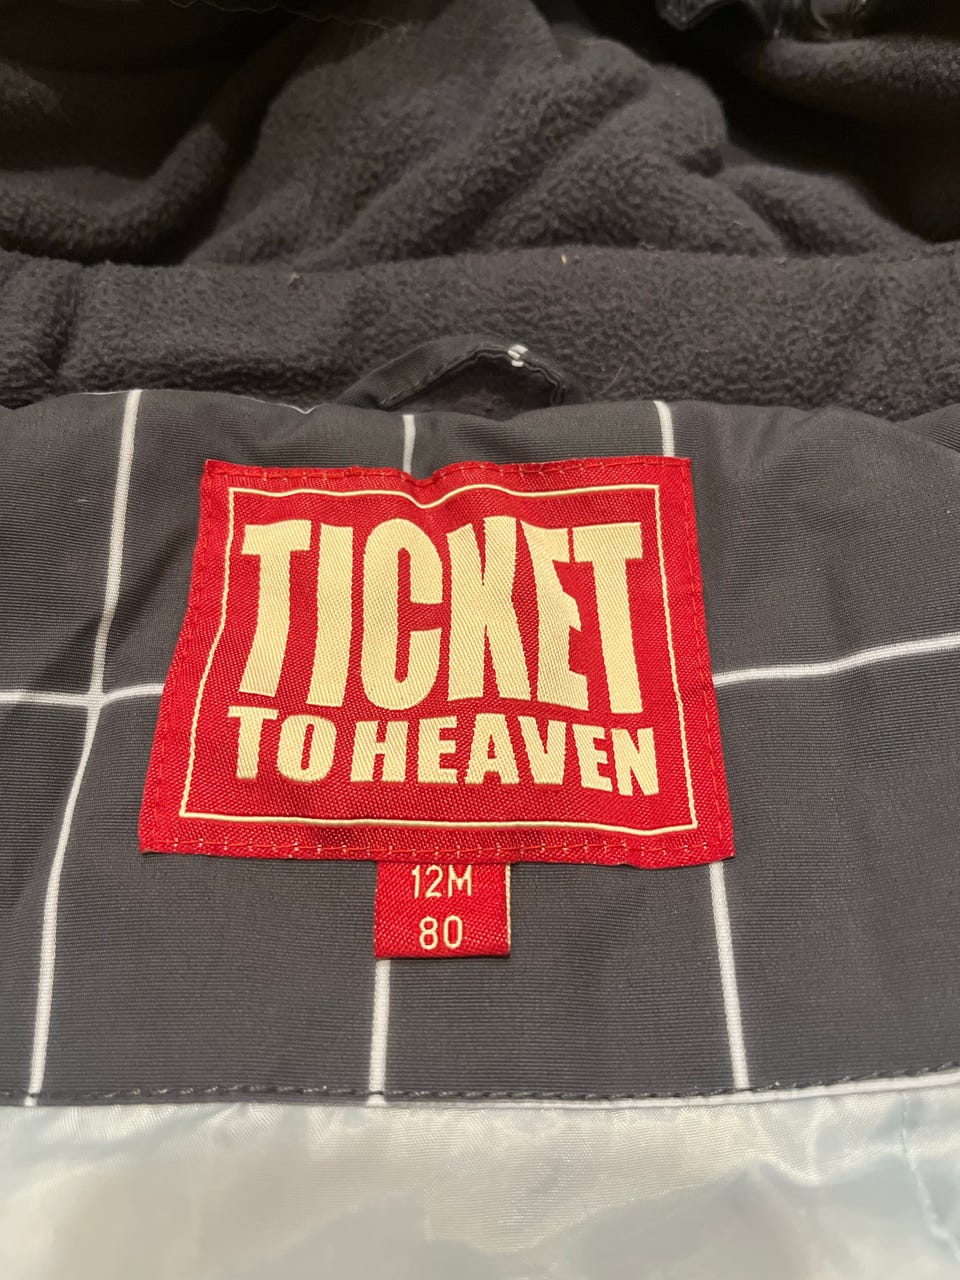 TICKET
TO HEAVEN
12M
80